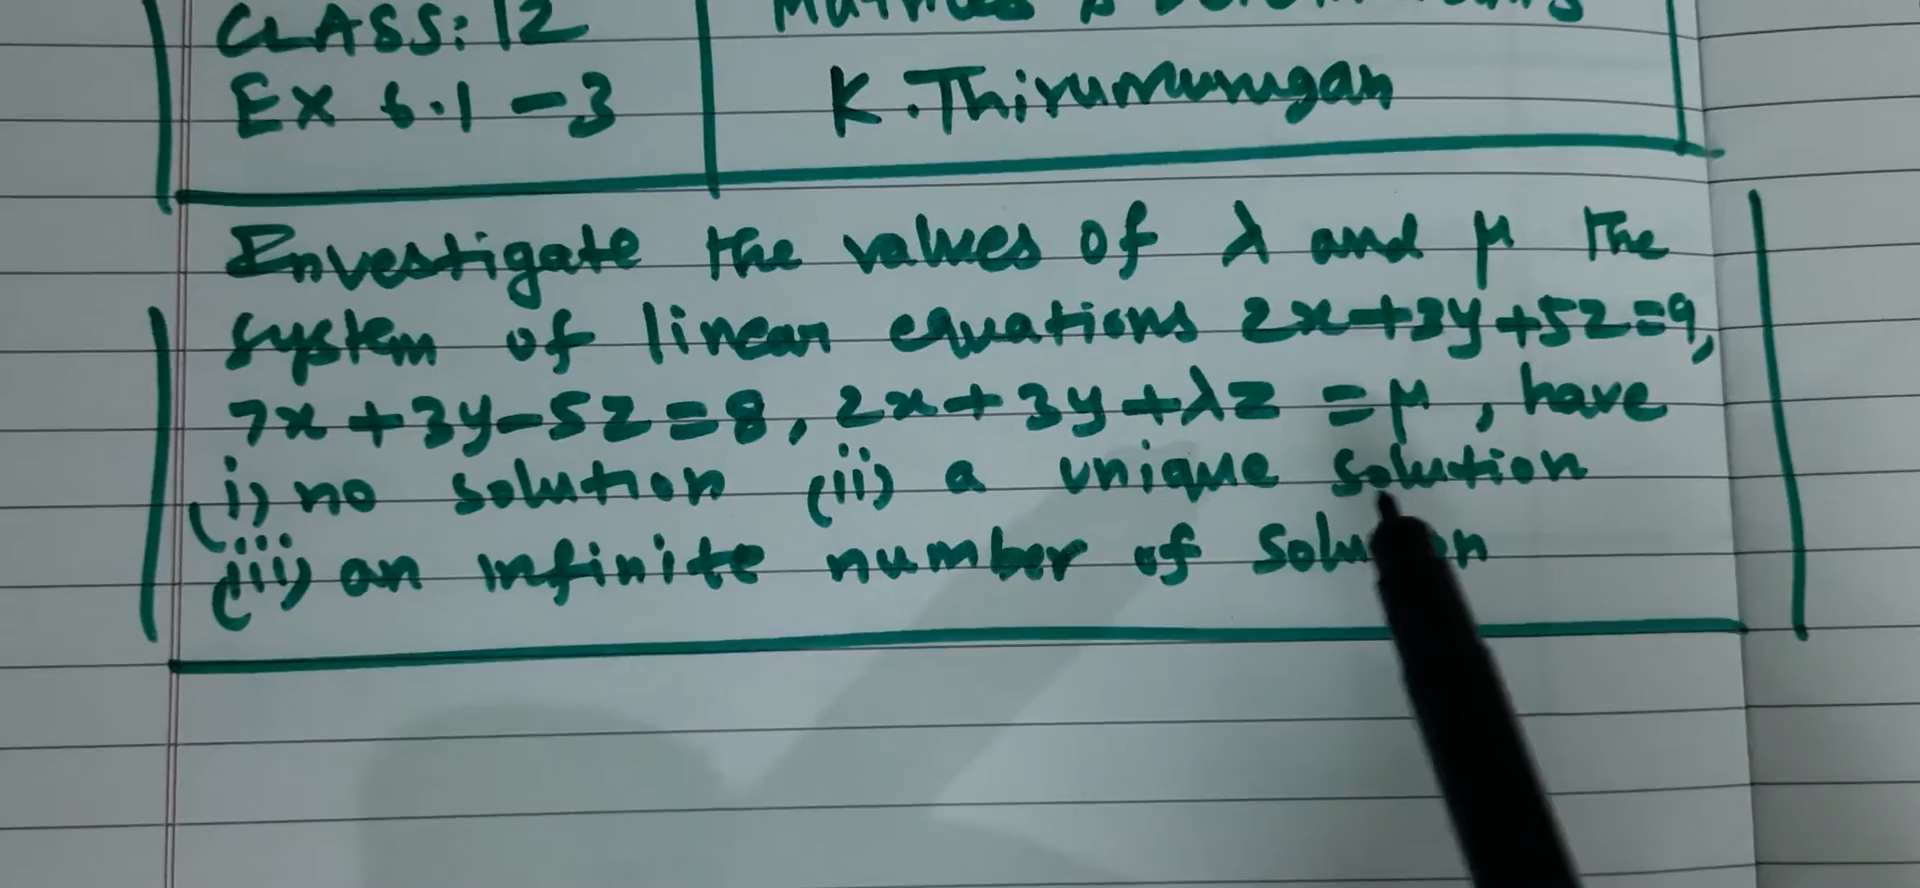 CLASS: 12
EX 6.1 - 3
K. Thirumurugan
Investigate the values of λ and μ the
system of linear equations 2x+3y+5z=9,
7x+3y-5z=8, 2x+3y+λz=μ, have
(i) no solution (ii) a unique solution
(iii) an infinite number of